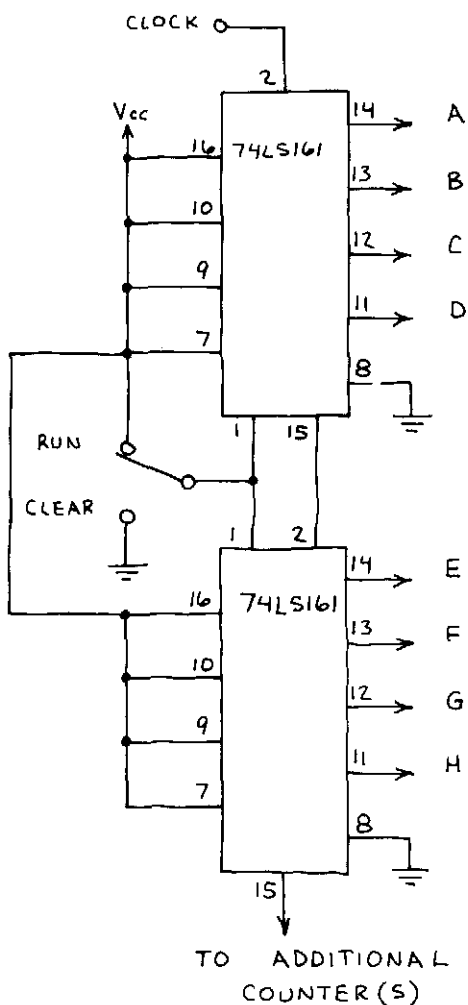 CLOCK
2
Vcc
74LS161
16
10
9
7
14 A
13 B
12 C
11 D
8
1 15
RUN
CLEAR
1 2
74LS161
16
10
9
7
14 E
13 F
12 G
11 H
8
15
TO ADDITIONAL
COUNTER(S)